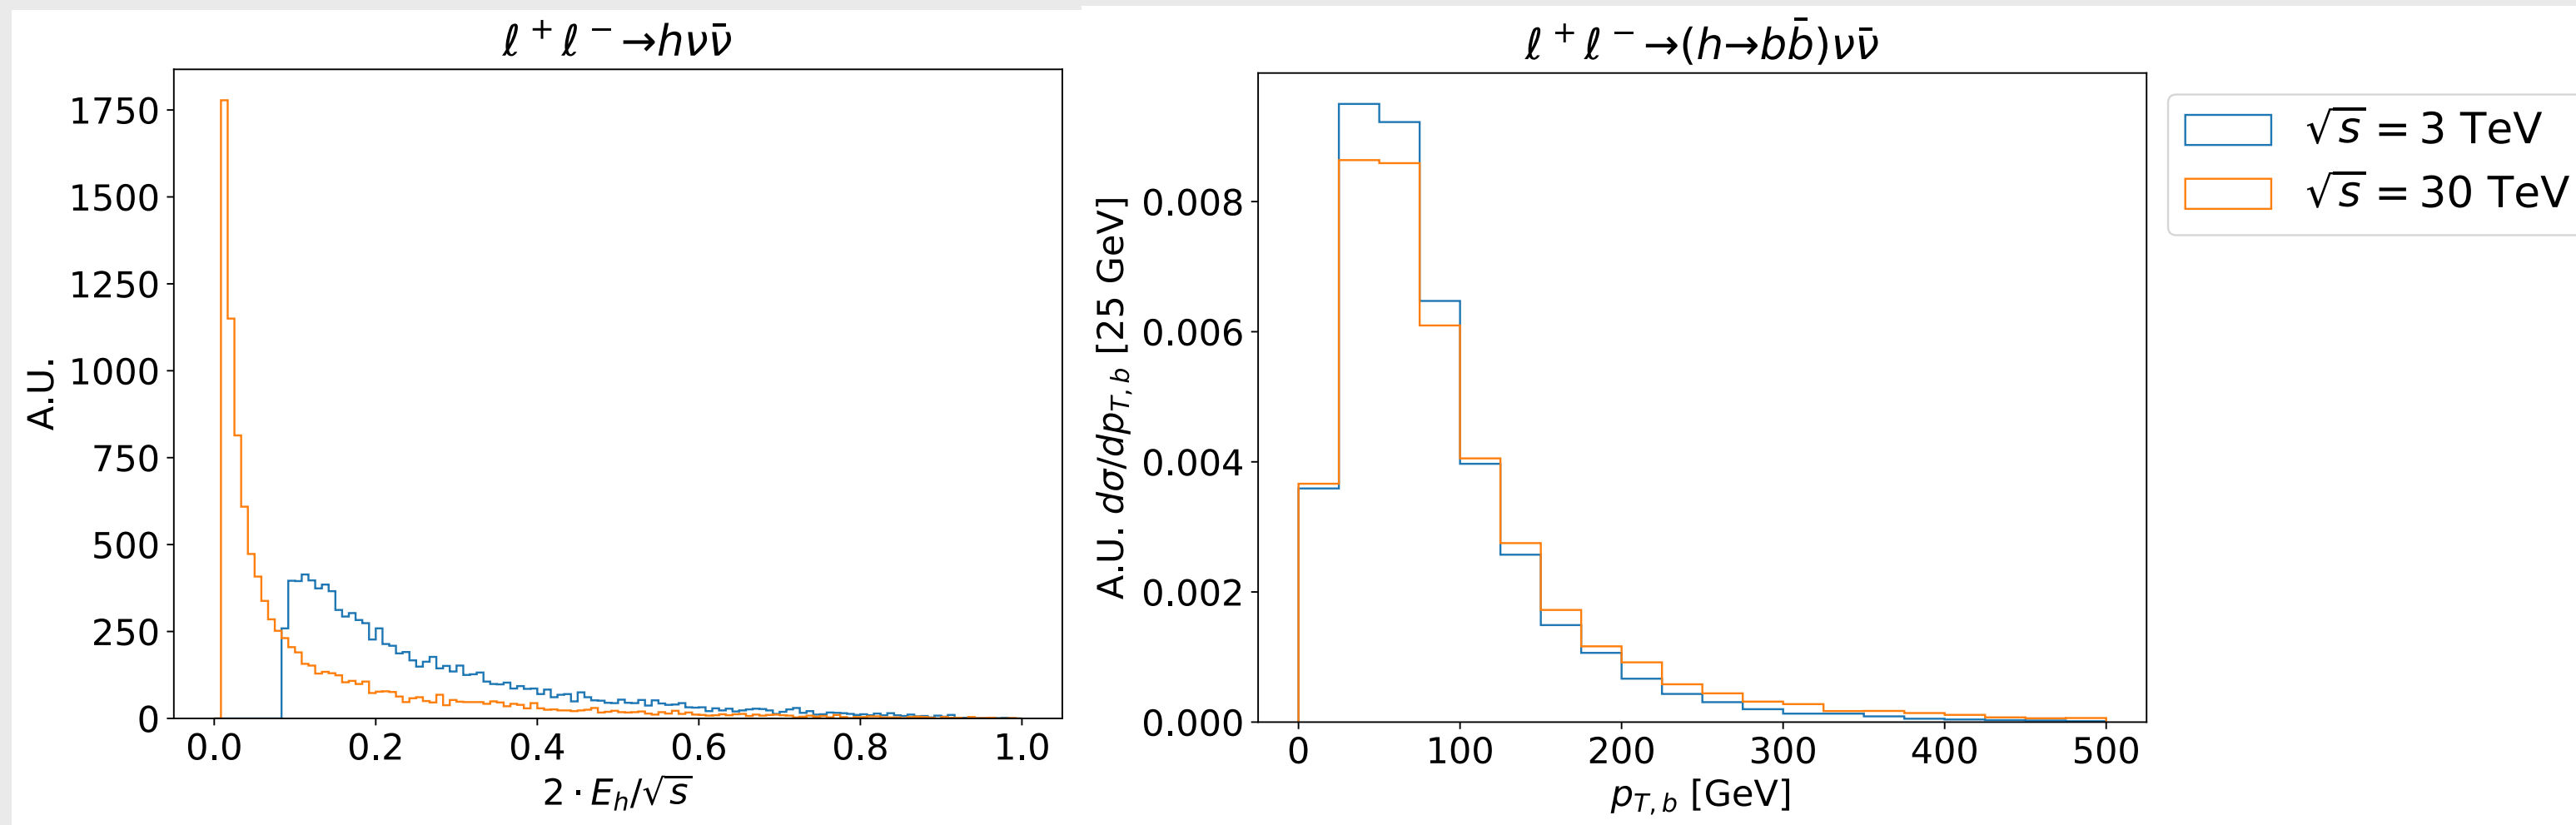 ℓ⁺ℓ⁻→hνν̄
A.U.
1750
1500
1250
1000
750
500
250
0
0.0 0.2 0.4 0.6 0.8 1.0
2 · E_h/√s
ℓ⁺ℓ⁻→(h→bb̄)νν̄
A.U. dσ/dp_{T, b} [25 GeV]
0.008
0.006
0.004
0.002
0.000
0 100 200 300 400 500
p_{T, b} [GeV]
√s = 3 TeV
√s = 30 TeV